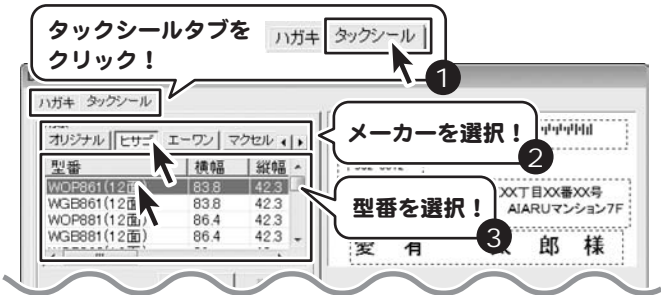 タックシールタブを
クリック！
ハガキ タックシール
1
ハガキ タックシール
オリジナル ヒサゴ エーワン マクセル
メーカーを選択！
2
型番 横幅 縦幅
WOP861(12面) 83.8 42.3
WGB861(12面) 83.8 42.3
WOP881(12面) 86.4 42.3
WGB881(12面) 86.4 42.3
型番を選択！
3
XX丁目XX番XX号
AIARUマンション7F
愛 有 郎 様